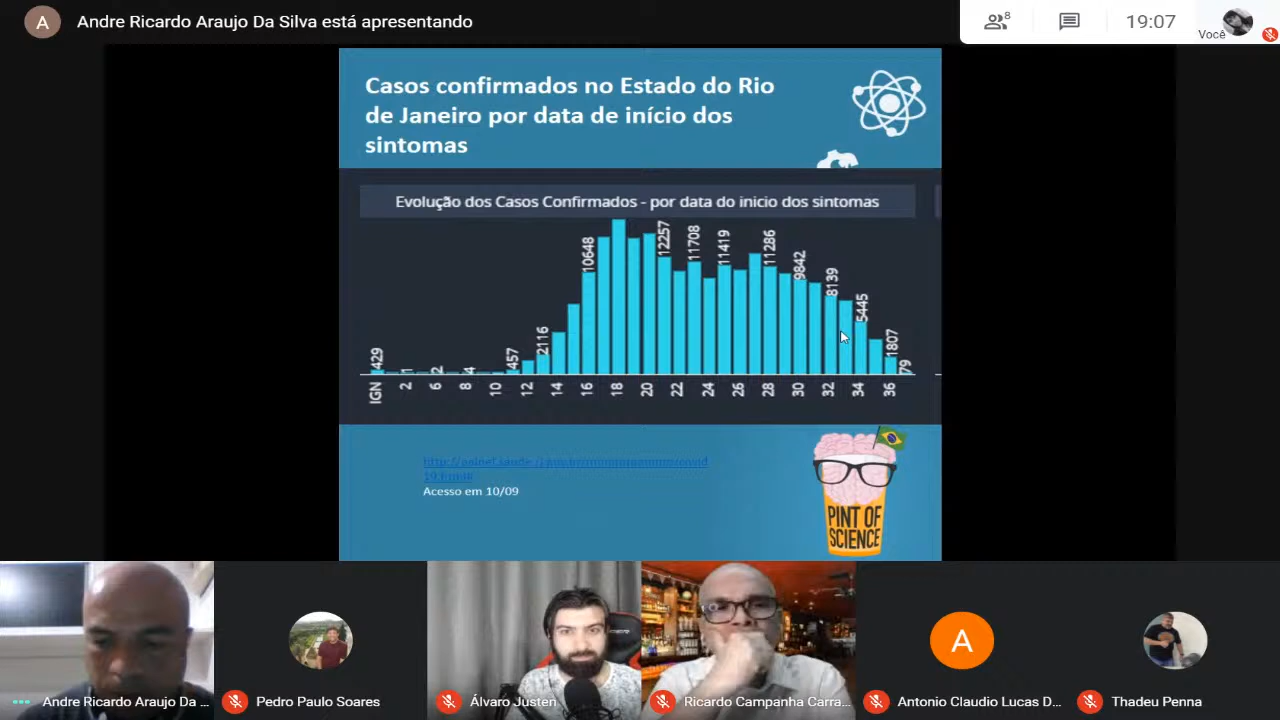 A
Andre Ricardo Araujo Da Silva está apresentando
8
19:07
Você
Casos confirmados no Estado do Rio
de Janeiro por data de início dos
sintomas
Evolução dos Casos Confirmados - por data do inicio dos sintomas
429
1
2
4
457
2116
10648
12257
11708
11419
11286
9842
8139
5445
1807
79
IGN
2
6
8
10
12
14
16
18
20
22
24
26
28
30
32
34
36
Acesso em 10/09
PINT OF
SCIENCE
A
Andre Ricardo Araujo Da ...
Pedro Paulo Soares
Álvaro Justen
Ricardo Campanha Carra...
Antonio Claudio Lucas D...
Thadeu Penna